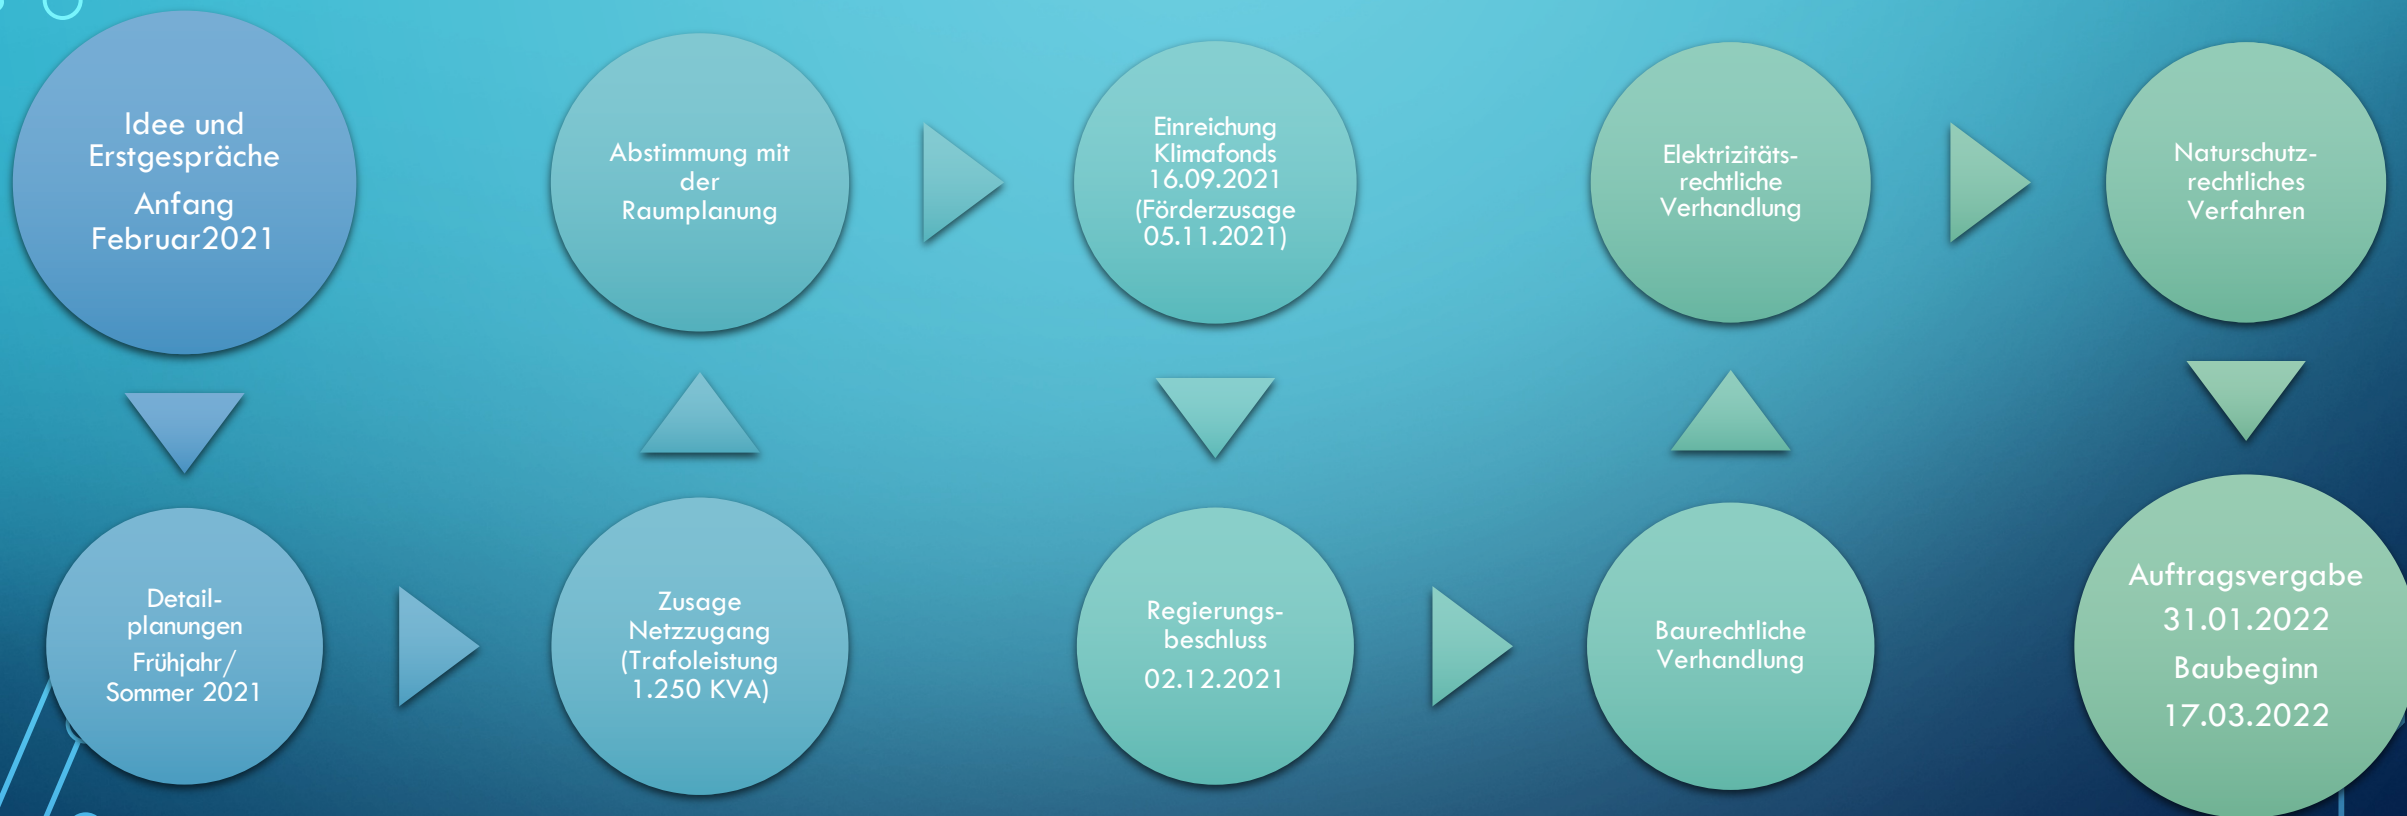 Idee und
Erstgespräche
Anfang
Februar2021
Detail-
planungen
Frühjahr/
Sommer 2021
Zusage
Netzzugang
(Trafoleistung
1.250 KVA)
Abstimmung mit
der
Raumplanung
Einreichung
Klimafonds
16.09.2021
(Förderzusage
05.11.2021)
Regierungs-
beschluss
02.12.2021
Baurechtliche
Verhandlung
Elektrizitäts-
rechtliche
Verhandlung
Naturschutz-
rechtliches
Verfahren
Auftragsvergabe
31.01.2022
Baubeginn
17.03.2022